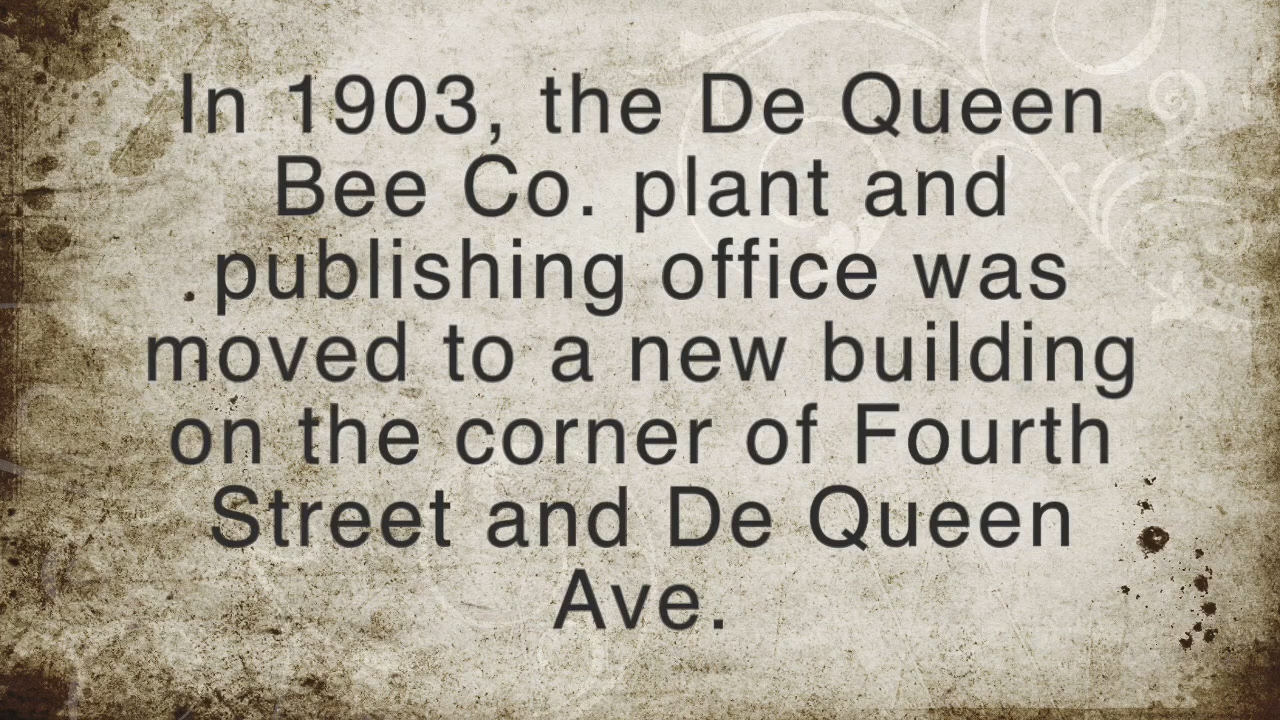 In 1903, the De Queen
Bee Co. plant and
publishing office was
moved to a new building
on the corner of Fourth
Street and De Queen
Ave.